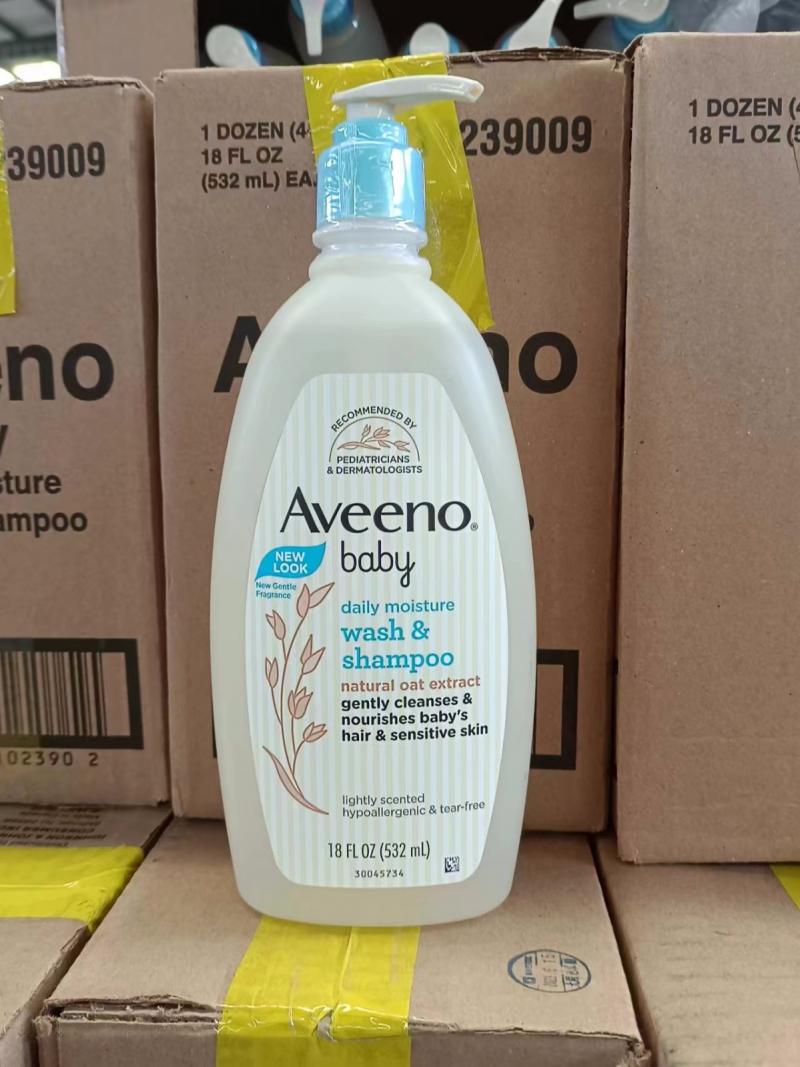 1 DOZEN (4
18 FL OZ
(532 mL) EA.
239009
39009
1 DOZEN (
18 FL OZ (
eno
sture
ampoo
02390 2
A
no
RECOMMENDED BY
PEDIATRICIANS
& DERMATOLOGISTS
Aveeno®
baby
NEW
LOOK
New Gentle
Fragrance
daily moisture
wash &
shampoo
natural oat extract
gently cleanses &
nourishes baby's
hair & sensitive skin
lightly scented
hypoallergenic & tear-free
18 FL OZ (532 mL)
30045734